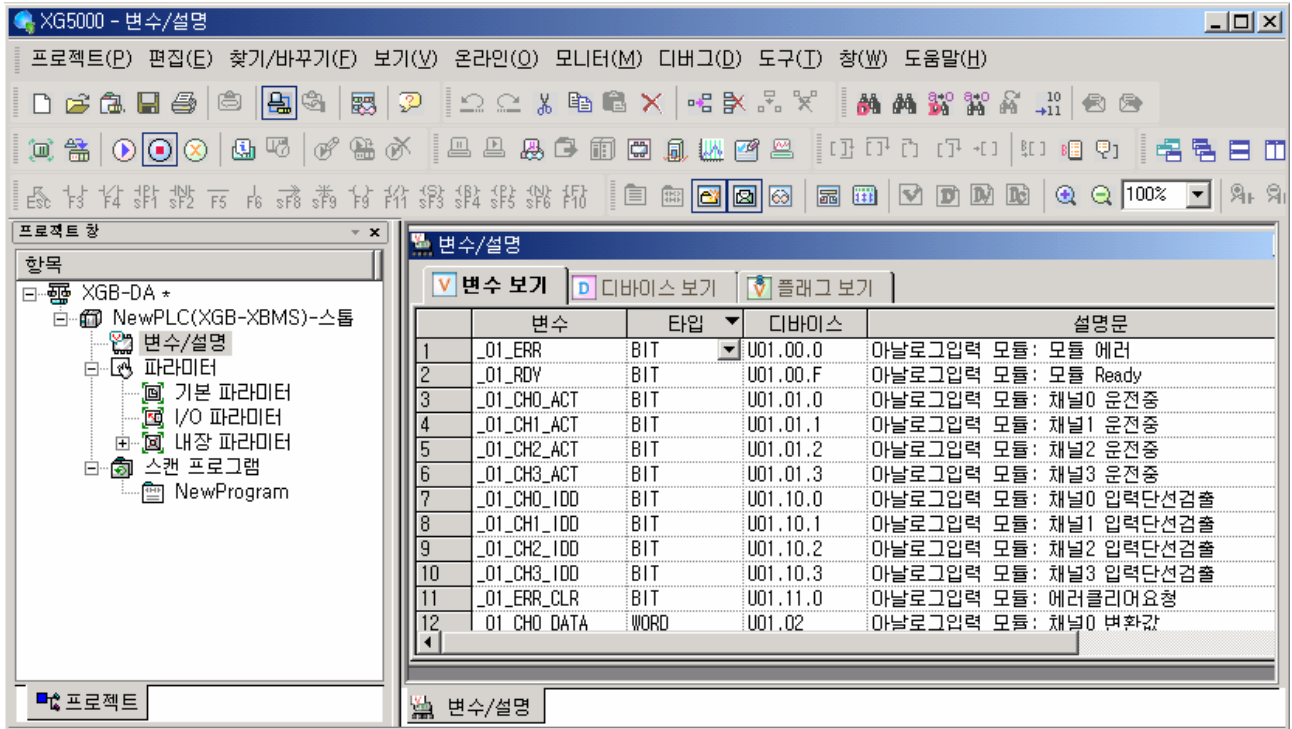 XG5000 - 변수/설명
프로젝트(P) 편집(E) 찾기/바꾸기(F) 보기(V) 온라인(O) 모니터(M) 디버그(D) 도구(T) 창(W) 도움말(H)
Esc F3 F4 sF1 sF2 F5 F6 sF8 sF9 F9 F11 sF3 sF4 sF5 sF6 F10 100%
프로젝트 창
항목
XGB-DA *
NewPLC(XGB-XBMS)-스톱
변수/설명
파라미터
기본 파라미터
I/O 파라미터
내장 파라미터
스캔 프로그램
NewProgram
프로젝트
변수/설명
V 변수 보기 D 디바이스 보기 플래그 보기
변수 타입 디바이스 설명문
1 _01_ERR BIT U01.00.0 아날로그입력 모듈: 모듈 에러
2 _01_RDY BIT U01.00.F 아날로그입력 모듈: 모듈 Ready
3 _01_CH0_ACT BIT U01.01.0 아날로그입력 모듈: 채널0 운전중
4 _01_CH1_ACT BIT U01.01.1 아날로그입력 모듈: 채널1 운전중
5 _01_CH2_ACT BIT U01.01.2 아날로그입력 모듈: 채널2 운전중
6 _01_CH3_ACT BIT U01.01.3 아날로그입력 모듈: 채널3 운전중
7 _01_CH0_IDD BIT U01.10.0 아날로그입력 모듈: 채널0 입력단선검출
8 _01_CH1_IDD BIT U01.10.1 아날로그입력 모듈: 채널1 입력단선검출
9 _01_CH2_IDD BIT U01.10.2 아날로그입력 모듈: 채널2 입력단선검출
10 _01_CH3_IDD BIT U01.10.3 아날로그입력 모듈: 채널3 입력단선검출
11 _01_ERR_CLR BIT U01.11.0 아날로그입력 모듈: 에러클리어요청
12 _01_CH0_DATA WORD U01.02 아날로그입력 모듈: 채널0 변환값
변수/설명